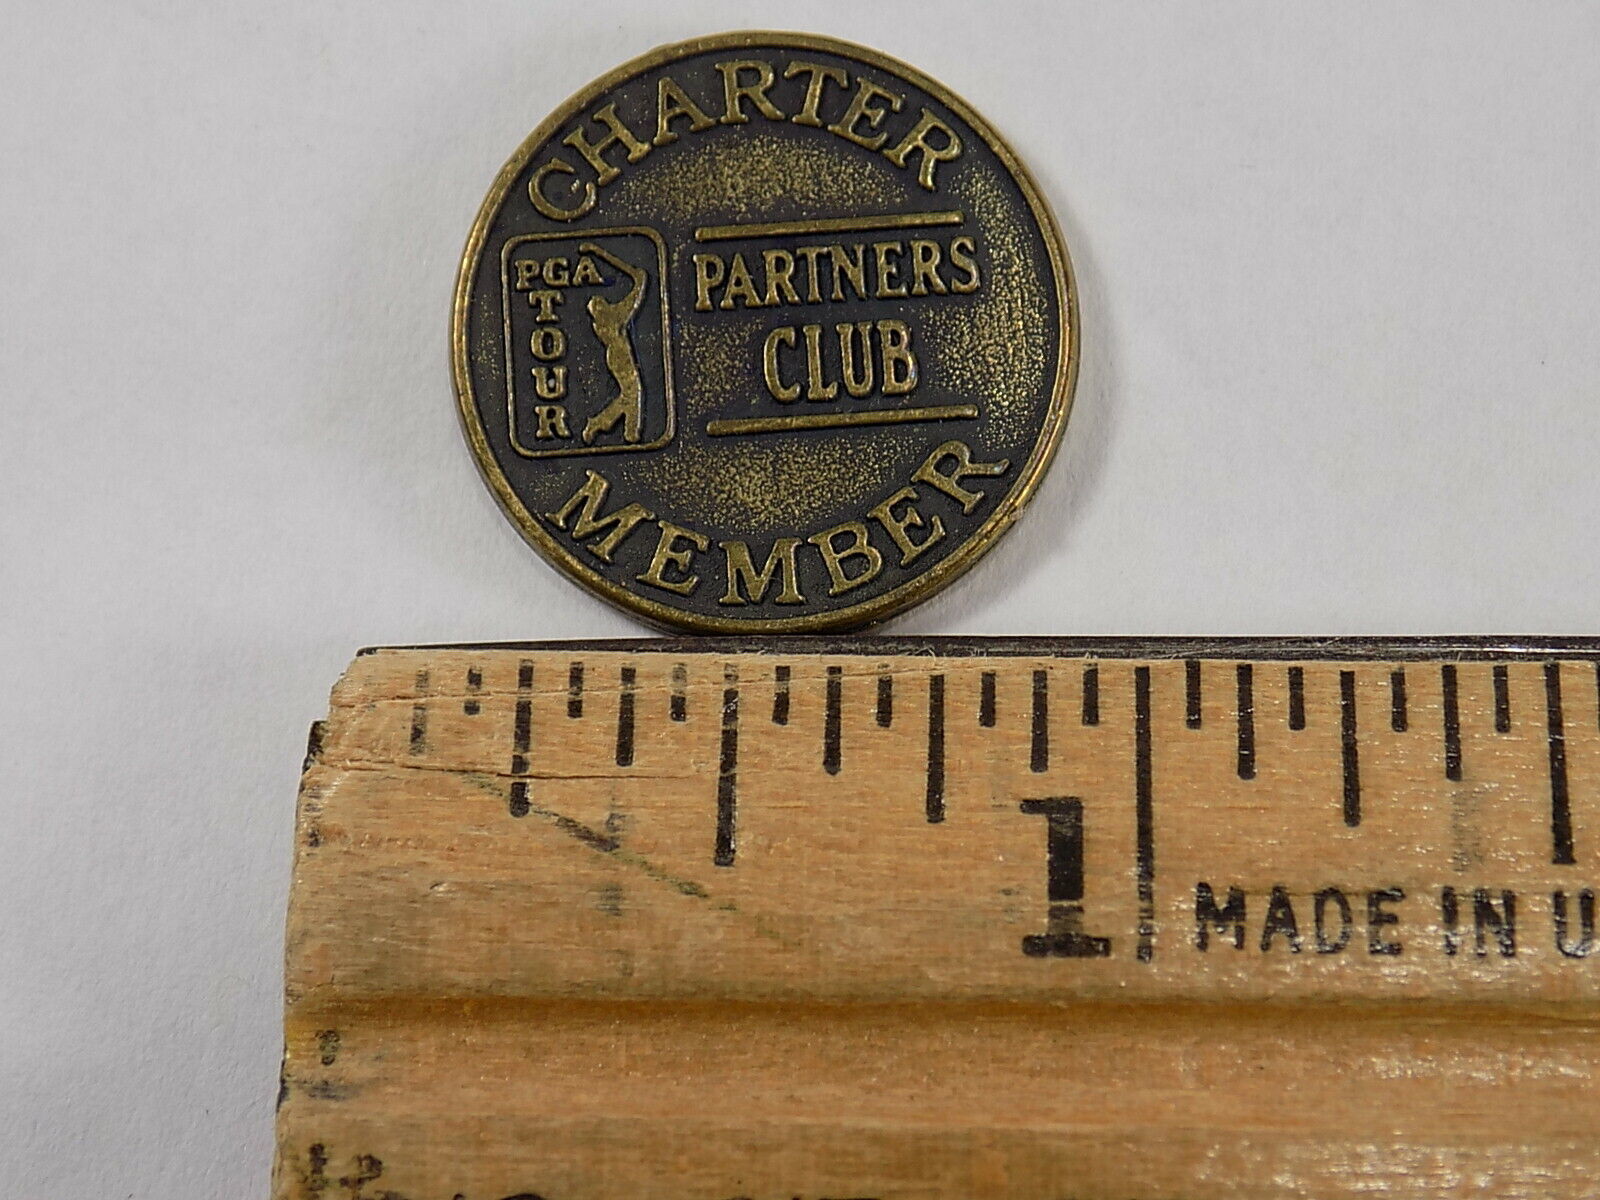 CHARTER
PGA
TOUR
PARTNERS
CLUB
MEMBER
1
MADE IN U